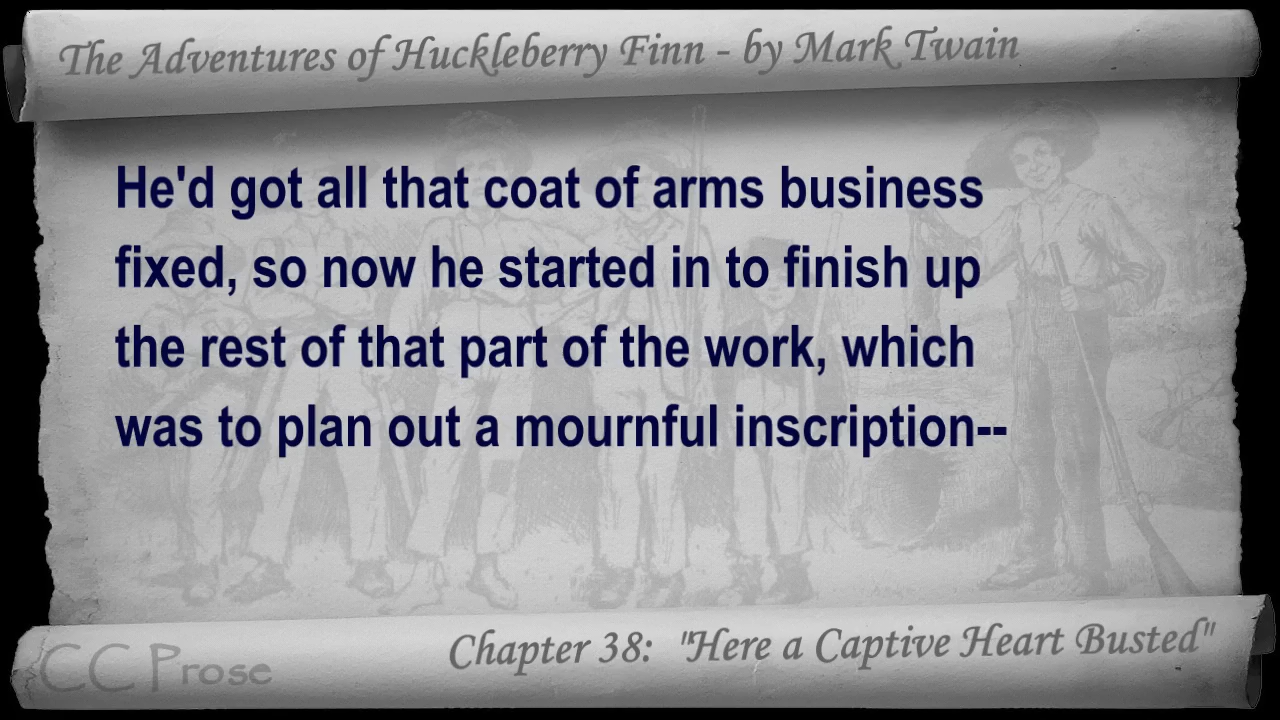 The Adventures of Huckleberry Finn - by Mark Twain
He'd got all that coat of arms business
fixed, so now he started in to finish up
the rest of that part of the work, which
was to plan out a mournful inscription--
Chapter 38: "Here a Captive Heart Busted"
CC Prose